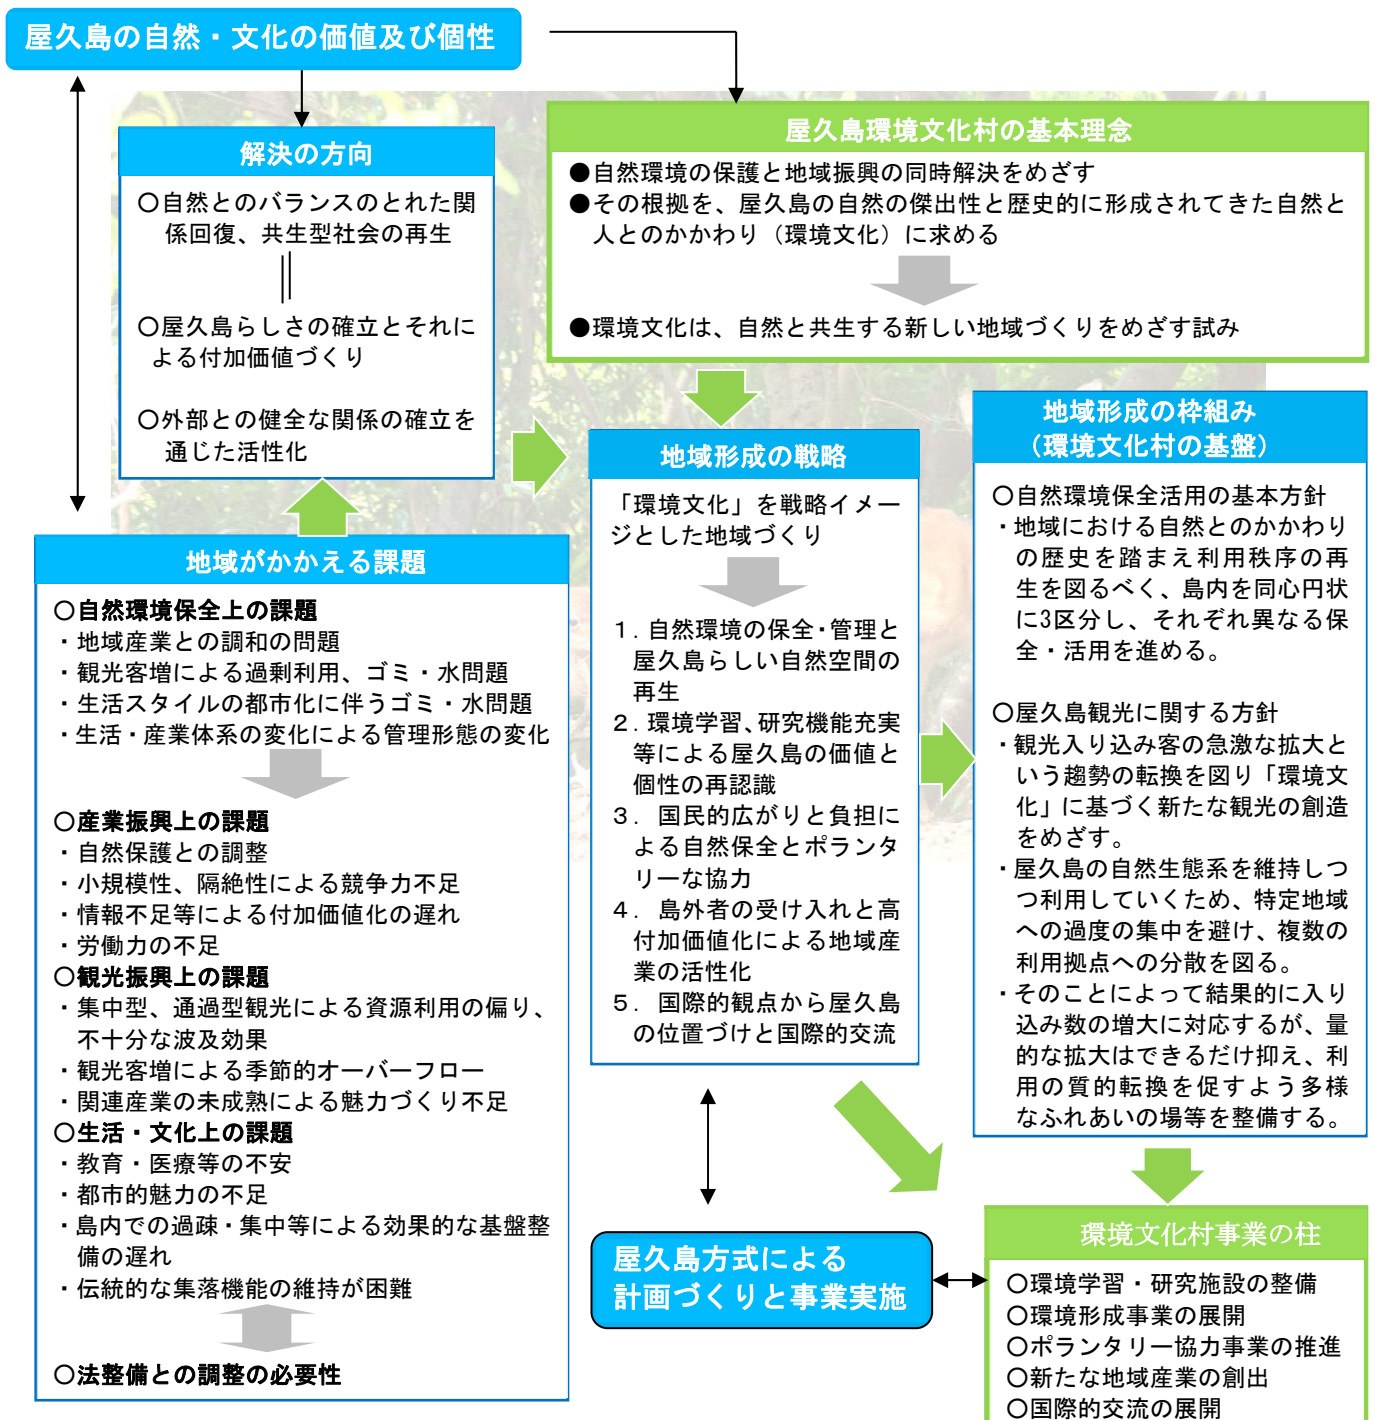 屋久島の自然・文化の価値及び個性
解決の方向
〇自然とのバランスのとれた関
係回復、共生型社会の再生
〇屋久島らしさの確立とそれに
よる付加価値づくり
〇外部との健全な関係の確立を
通じた活性化
屋久島環境文化村の基本理念
●自然環境の保護と地域振興の同時解決をめざす
●その根拠を、屋久島の自然の傑出性と歴史的に形成されてきた自然と
人とのかかわり（環境文化）に求める
●環境文化は、自然と共生する新しい地域づくりをめざす試み
地域がかかえる課題
〇自然環境保全上の課題
・地域産業との調和の問題
・観光客増による過剰利用、ゴミ・水問題
・生活スタイルの都市化に伴うゴミ・水問題
・生活・産業体系の変化による管理形態の変化
〇産業振興上の課題
・自然保護との調整
・小規模性、隔絶性による競争力不足
・情報不足等による付加価値化の遅れ
・労働力の不足
〇観光振興上の課題
・集中型、通過型観光による資源利用の偏り、
不十分な波及効果
・観光客増による季節的オーバーフロー
・関連産業の未成熟による魅力づくり不足
〇生活・文化上の課題
・教育・医療等の不安
・都市的魅力の不足
・島内での過疎・集中等による効果的な基盤整
備の遅れ
・伝統的な集落機能の維持が困難
〇法整備との調整の必要性
地域形成の戦略
「環境文化」を戦略イメー
ジとした地域づくり
１．自然環境の保全・管理と
屋久島らしい自然空間の
再生
２．環境学習、研究機能充実
等による屋久島の価値と
個性の再認識
３．国民的広がりと負担に
よる自然保全とボランタ
リーな協力
４．島外者の受け入れと高
付加価値化による地域産
業の活性化
５．国際的観点から屋久島
の位置づけと国際的交流
地域形成の枠組み
（環境文化村の基盤）
〇自然環境保全活用の基本方針
・地域における自然とのかかわり
の歴史を踏まえ利用秩序の再
生を図るべく、島内を同心円状
に3区分し、それぞれ異なる保
全・活用を進める。
〇屋久島観光に関する方針
・観光入り込み客の急激な拡大と
いう趨勢の転換を図り「環境文
化」に基づく新たな観光の創造
をめざす。
・屋久島の自然生態系を維持しつ
つ利用していくため、特定地域
への過度の集中を避け、複数の
利用拠点への分散を図る。
・そのことによって結果的に入り
込み数の増大に対応するが、量
的な拡大はできるだけ抑え、利
用の質的転換を促すよう多様
なふれあいの場等を整備する。
屋久島方式による
計画づくりと事業実施
環境文化村事業の柱
〇環境学習・研究施設の整備
〇環境形成事業の展開
〇ボランタリー協力事業の推進
〇新たな地域産業の創出
〇国際的交流の展開